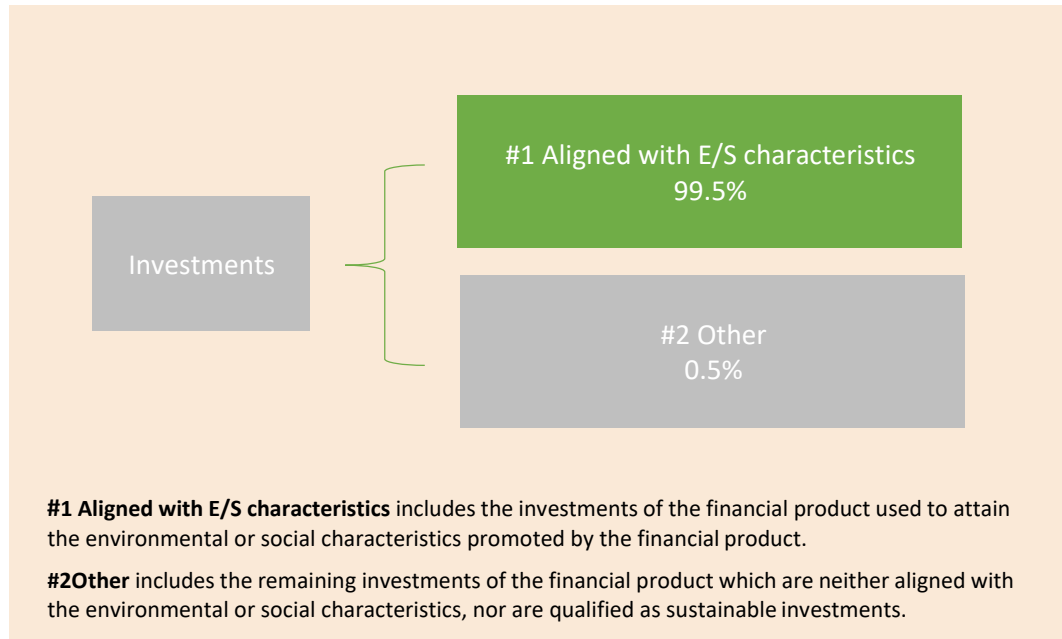 #1 Aligned with E/S characteristics
99.5%
Investments
#2 Other
0.5%
#1 Aligned with E/S characteristics includes the investments of the financial product used to attain
the environmental or social characteristics promoted by the financial product.
#2Other includes the remaining investments of the financial product which are neither aligned with
the environmental or social characteristics, nor are qualified as sustainable investments.